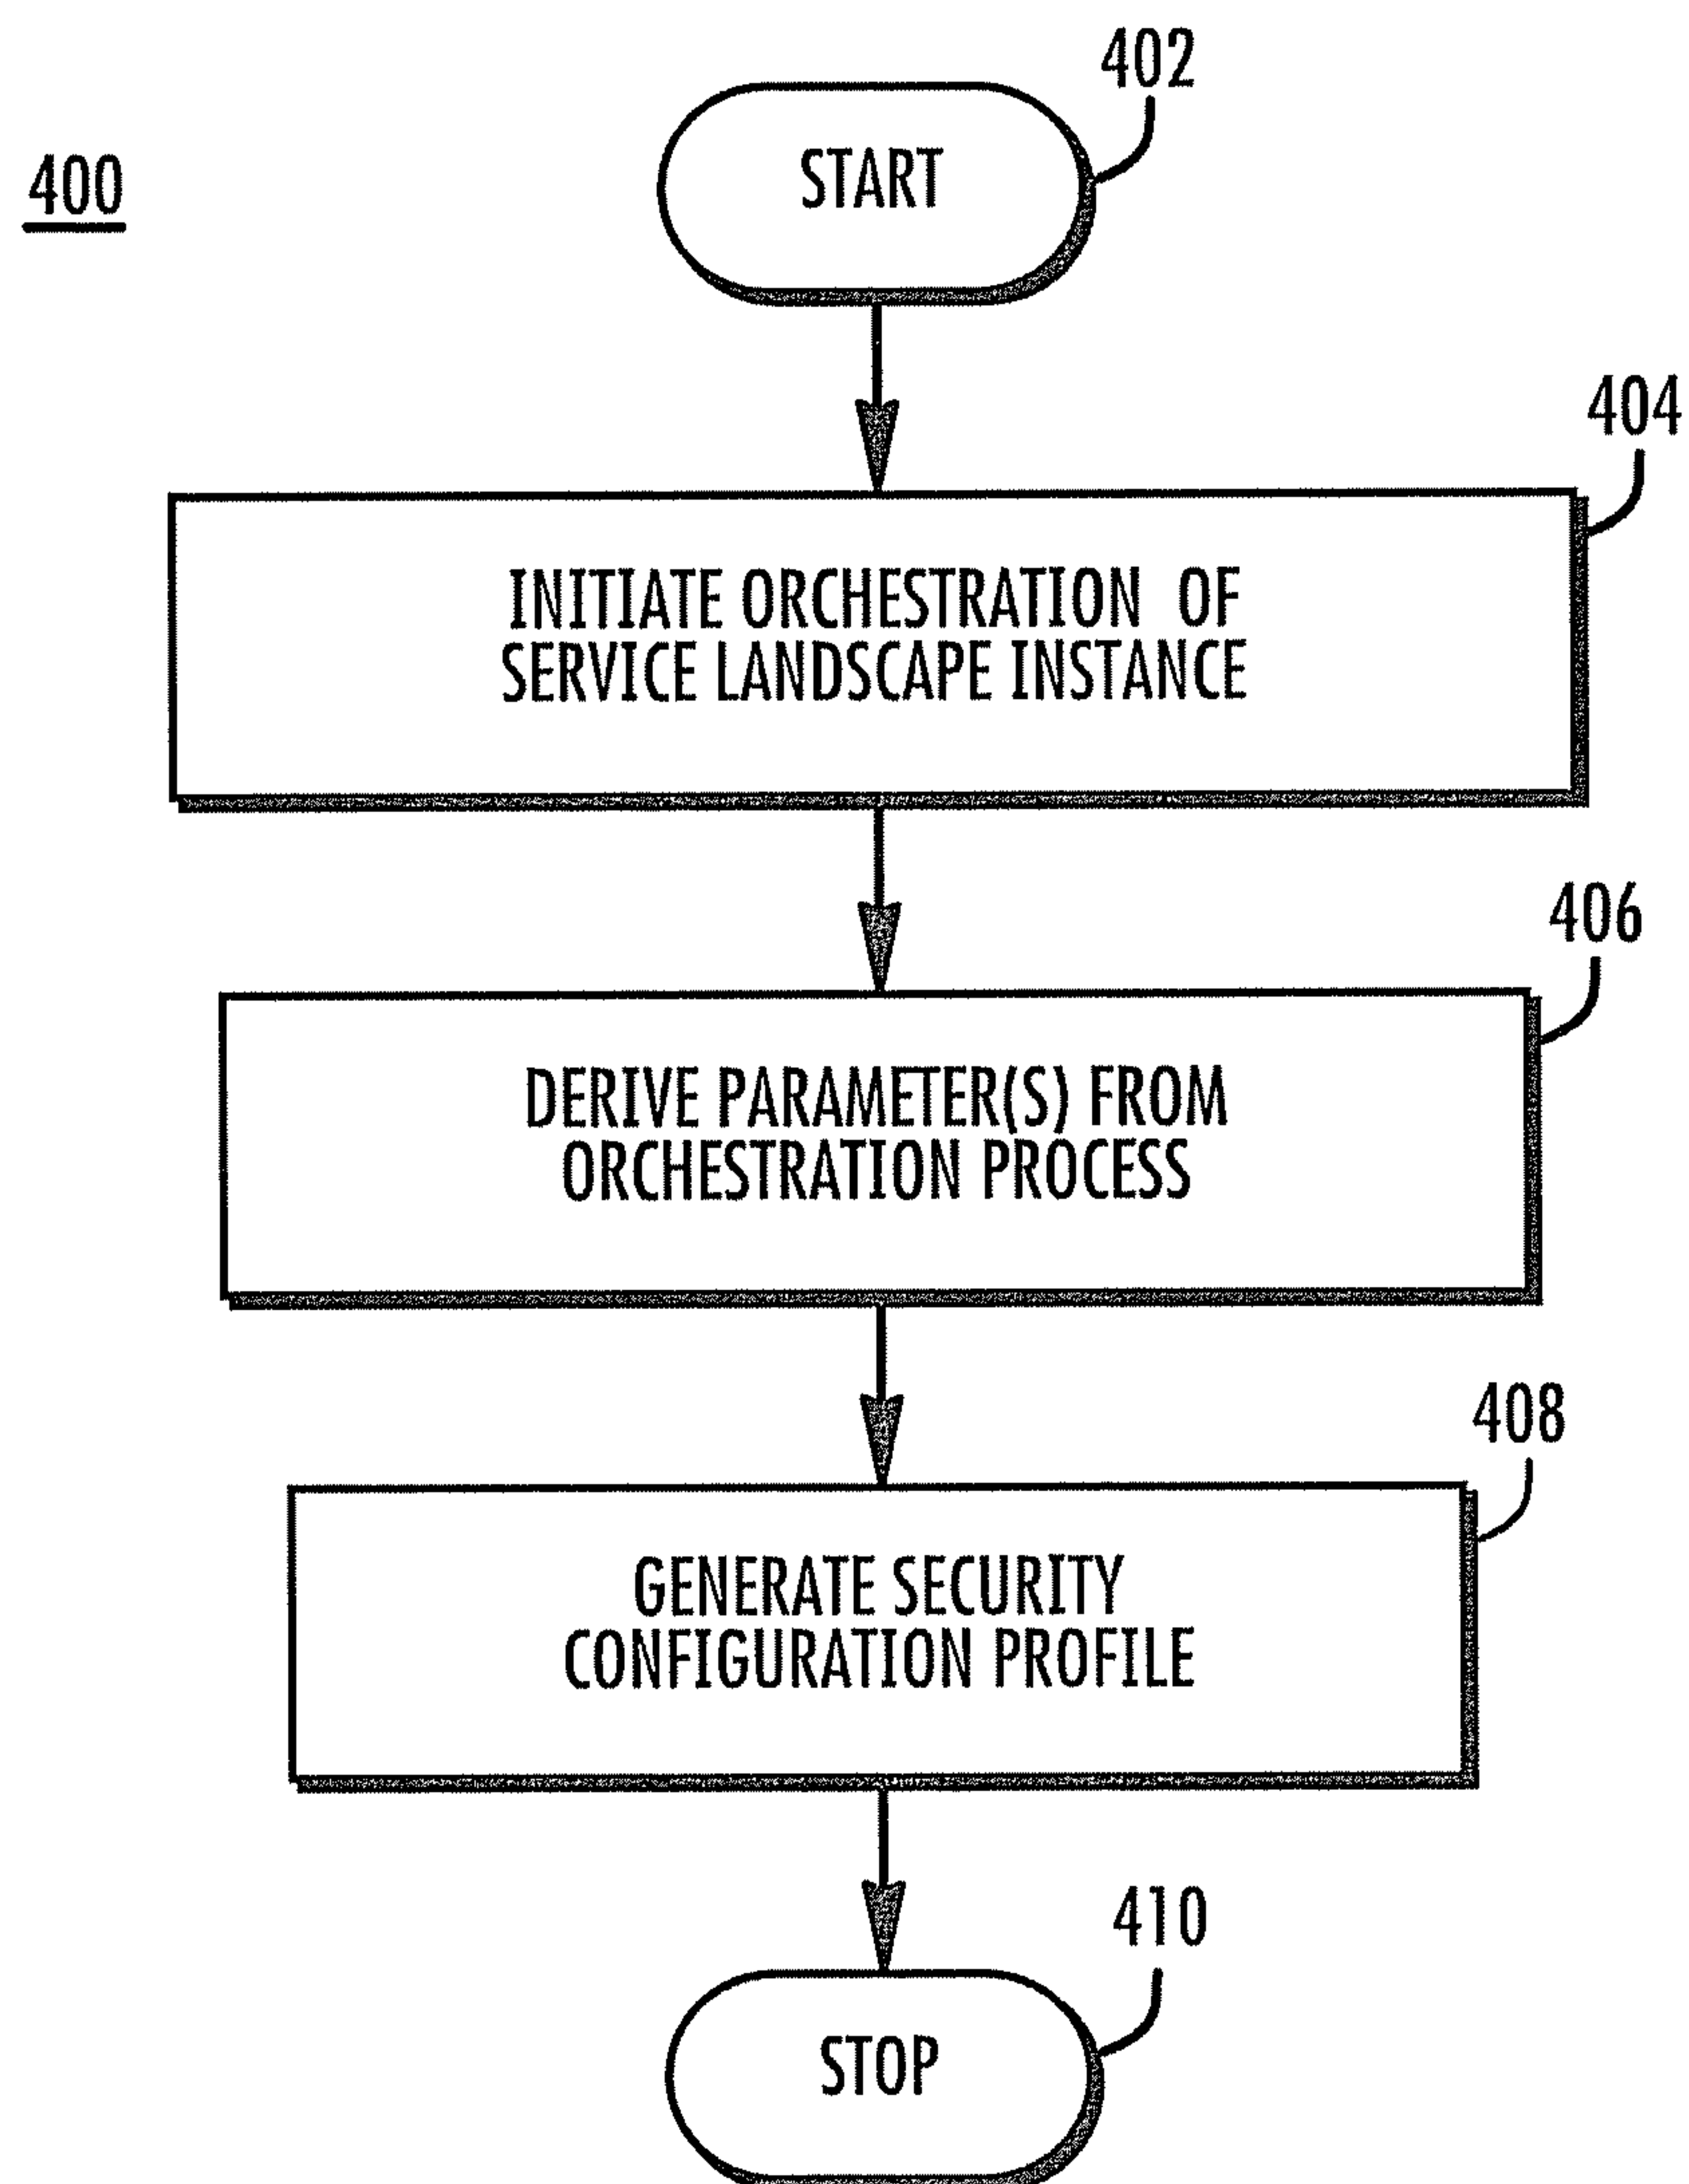 402
START
400
404
INITIATE ORCHESTRATION OF
SERVICE LANDSCAPE INSTANCE
406
DERIVE PARAMETER(S) FROM
ORCHESTRATION PROCESS
408
GENERATE SECURITY
CONFIGURATION PROFILE
410
STOP